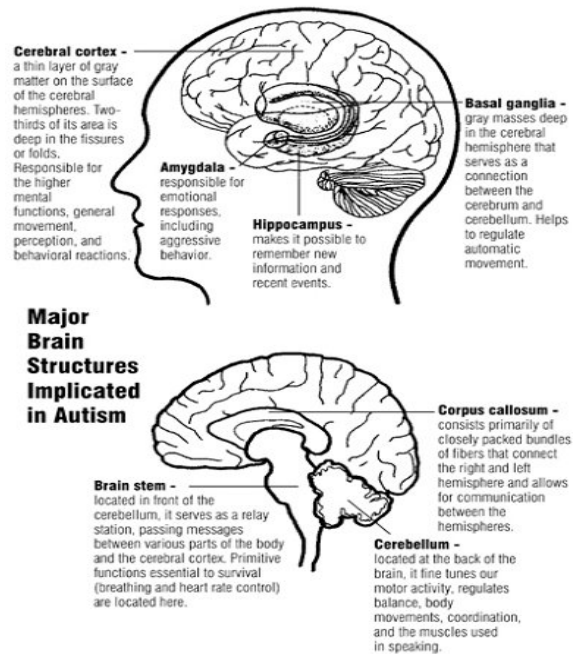 Cerebral cortex -
a thin layer of gray
matter on the surface
of the cerebral
hemispheres. Two-
thirds of its area is
deep in the fissures
or folds.
Responsible for
the higher
mental
functions, general
movement,
perception, and
behavioral reactions.
Amygdala -
responsible for
emotional
responses,
including
aggressive
behavior.
Hippocampus -
makes it possible to
remember new
information and
recent events.
Basal ganglia -
gray masses deep
in the cerebral
hemisphere that
serves as a
connection
between the
cerebrum and
cerebellum. Helps
to regulate
automatic
movement.
Major
Brain
Structures
Implicated
in Autism
Corpus callosum -
consists primarily of
closely packed bundles
of fibers that connect
the right and left
hemisphere and allows
for communication
between the
hemispheres.
Brain stem -
located in front of the
cerebellum, it serves as a relay
station, passing messages
between various parts of the body
and the cerebral cortex. Primitive
functions essential to survival
(breathing and heart rate control)
are located here.
Cerebellum -
located at the back of the
brain, it fine tunes our
motor activity, regulates
balance, body
movements, coordination,
and the muscles used
in speaking.